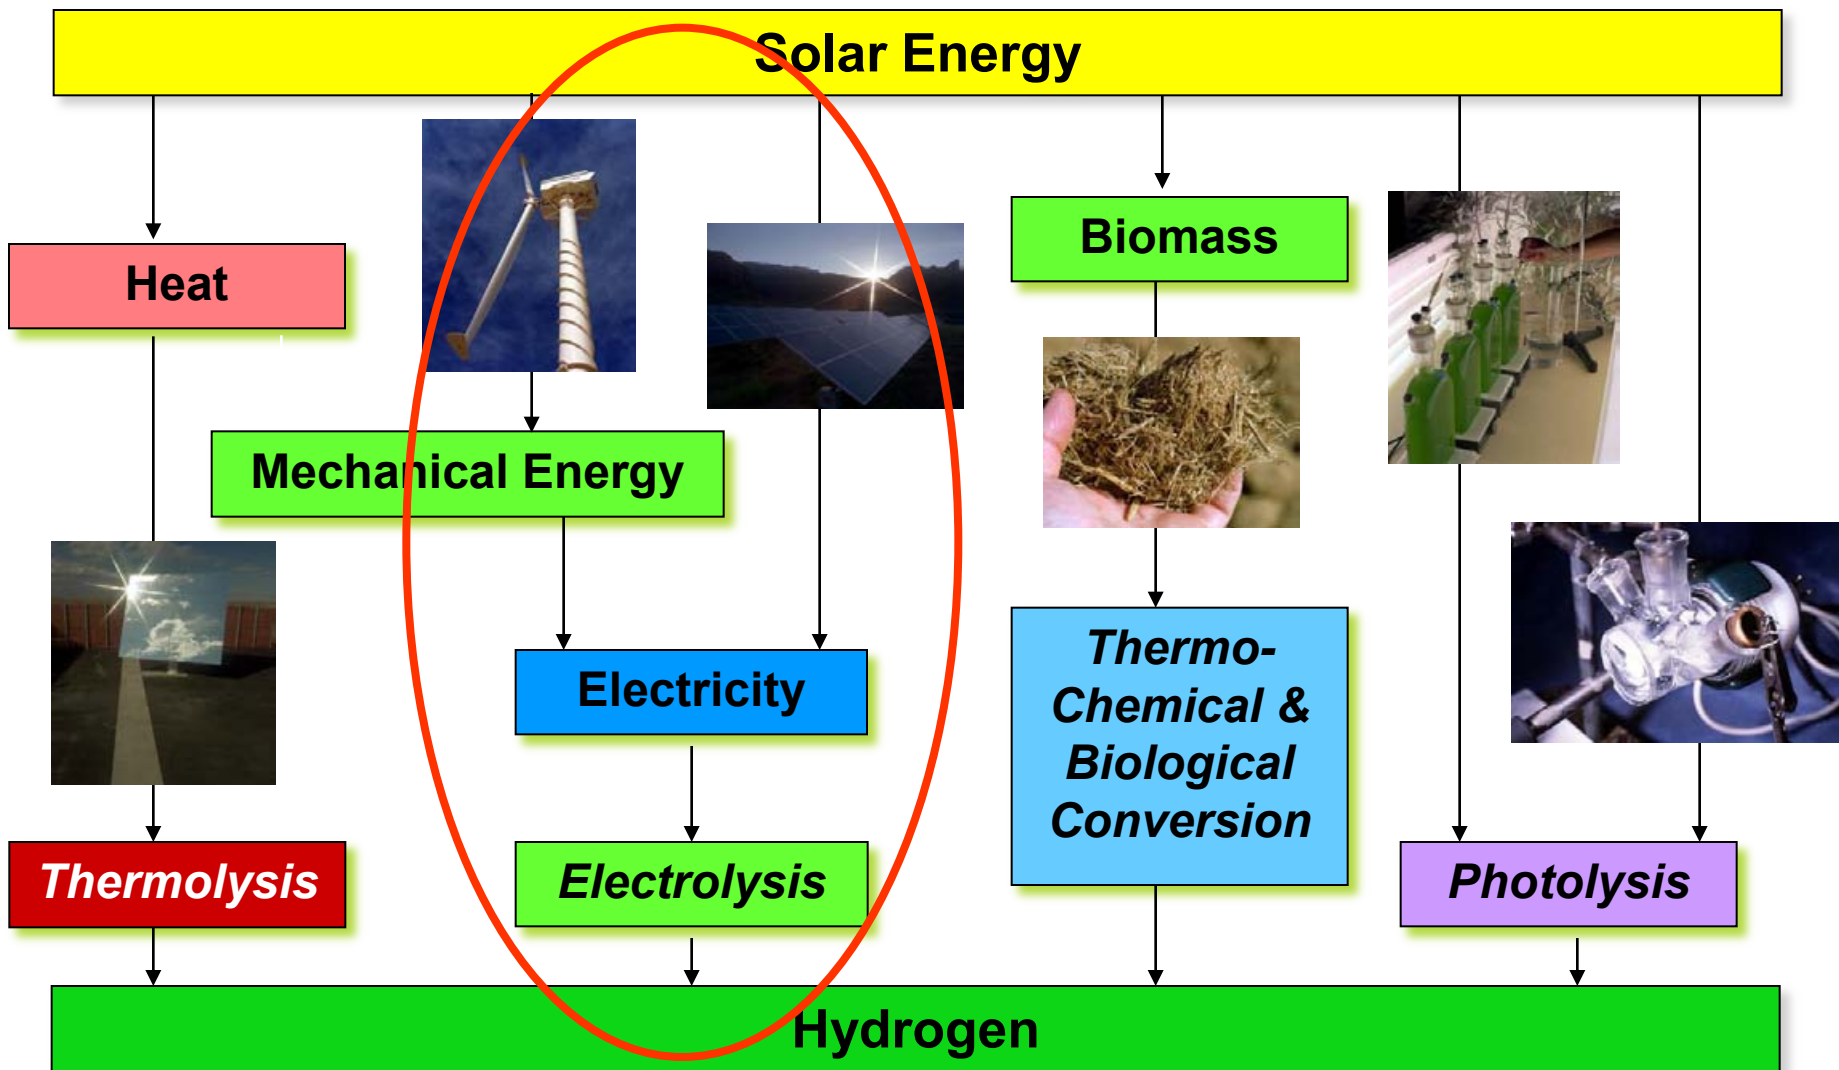 Solar Energy
Biomass
Heat
Mechanical Energy
Electricity
Thermo-
Chemical &
Biological
Conversion
Thermolysis
Electrolysis
Photolysis
Hydrogen